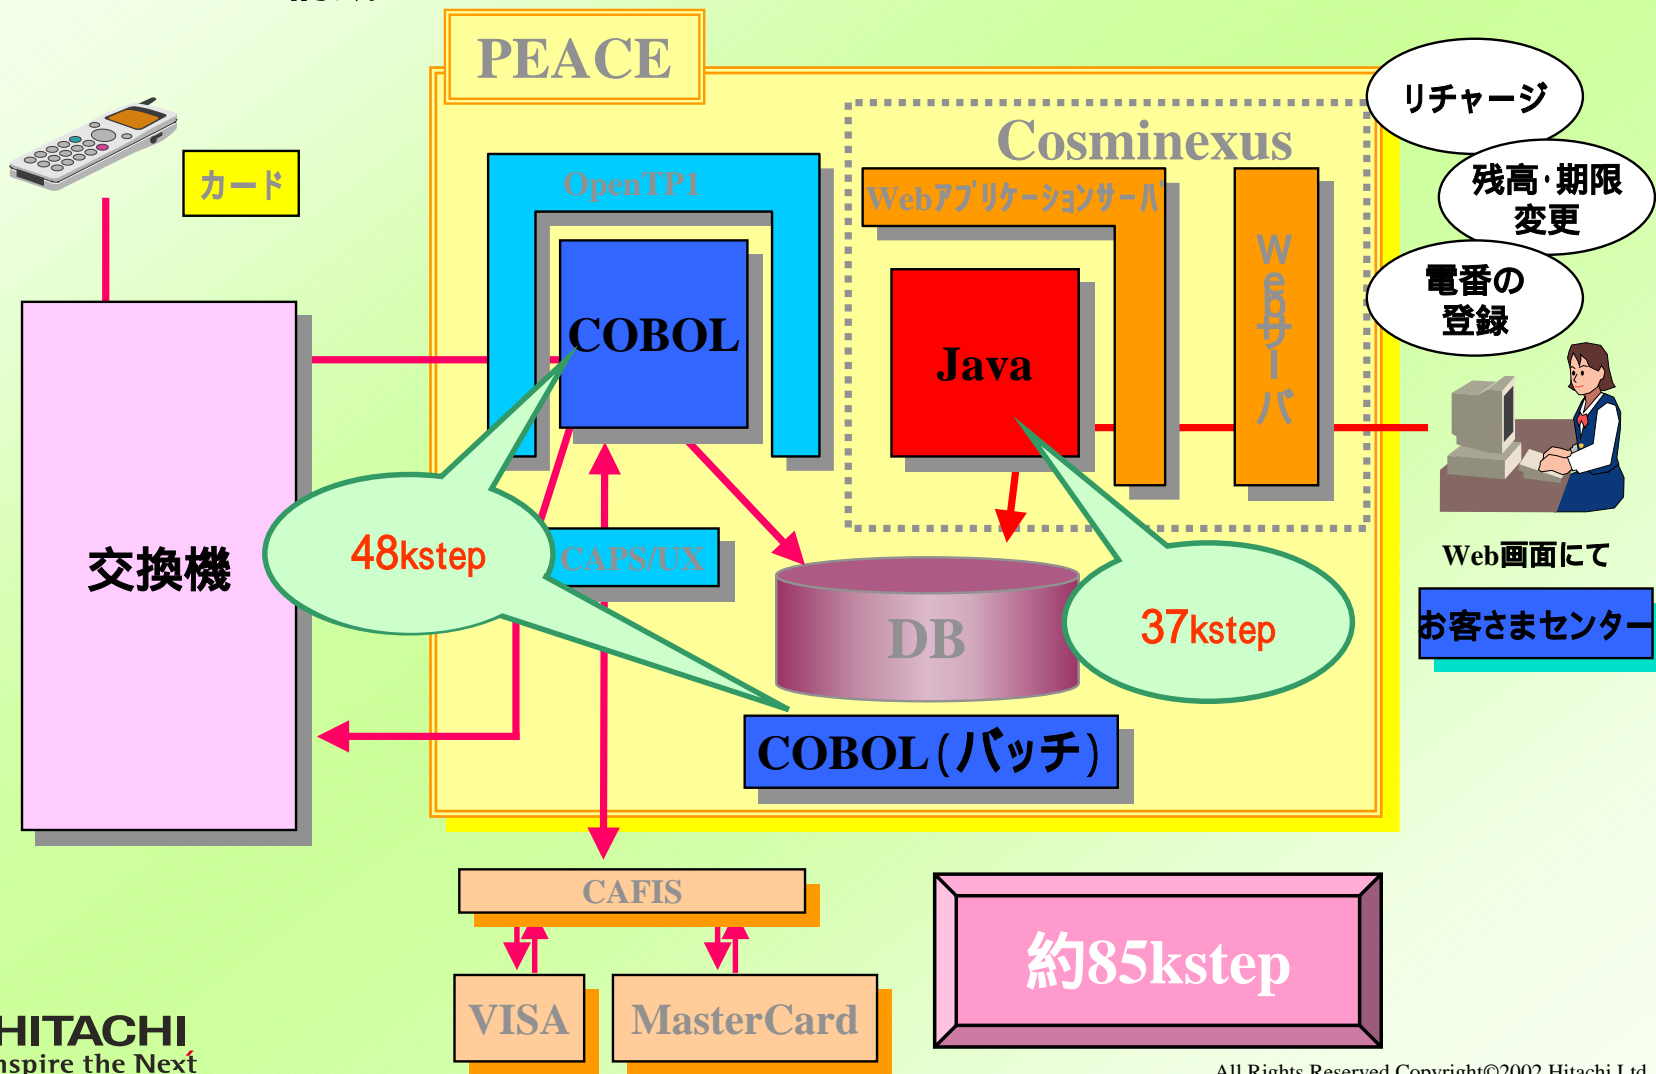 PEACE
リチャージ
カード
OpenTP1
Cosminexus
Webアプリケーションサーバ
Webサーバ
残高・期限
変更
電番の
登録
COBOL
Java
交換機
48kstep
CAPS/UX
DB
37kstep
Web画面にて
お客さまセンター
COBOL(バッチ)
CAFIS
VISA
MasterCard
約85kstep
HITACHI
nspire the Next
All Rights Reserved Copyright©2002 Hitachi Ltd